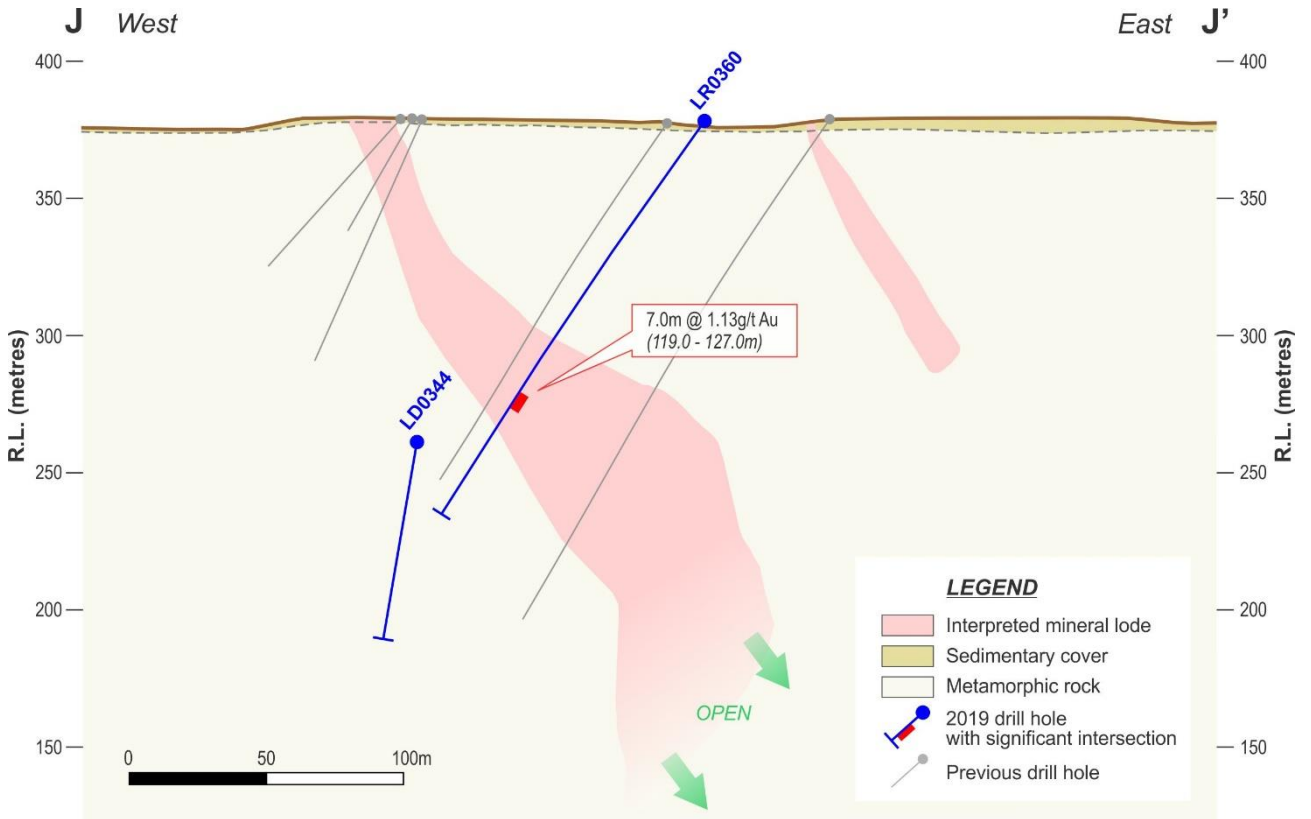 J West
East J'
400
400
LR0360
350
350
R.L. (metres)
R.L. (metres)
300
300
7.0m @ 1.13g/t Au
(119.0 - 127.0m)
LD0344
250
250
200
200
150
150
OPEN
0 50 100m
LEGEND
Interpreted mineral lode
Sedimentary cover
Metamorphic rock
2019 drill hole
with significant intersection
Previous drill hole